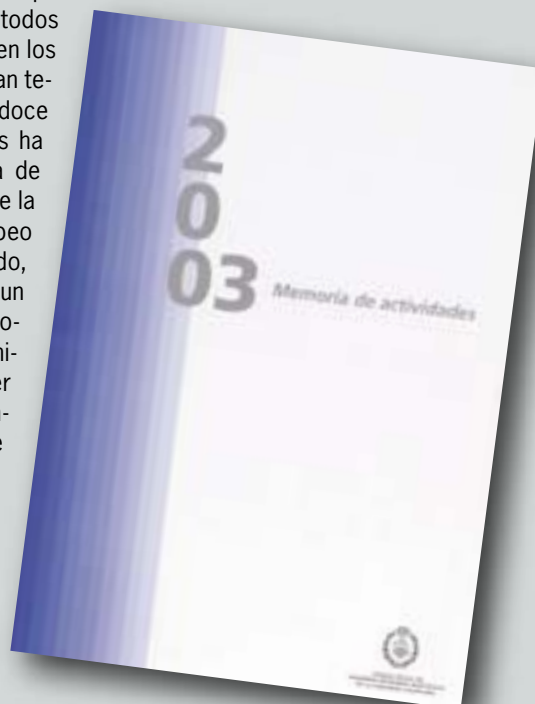 todos
en los
an te-
doce
s ha
a de
e la
oeo
do,
un
o-
ni-
er
n-
e
2
0
03 Memoria de actividades